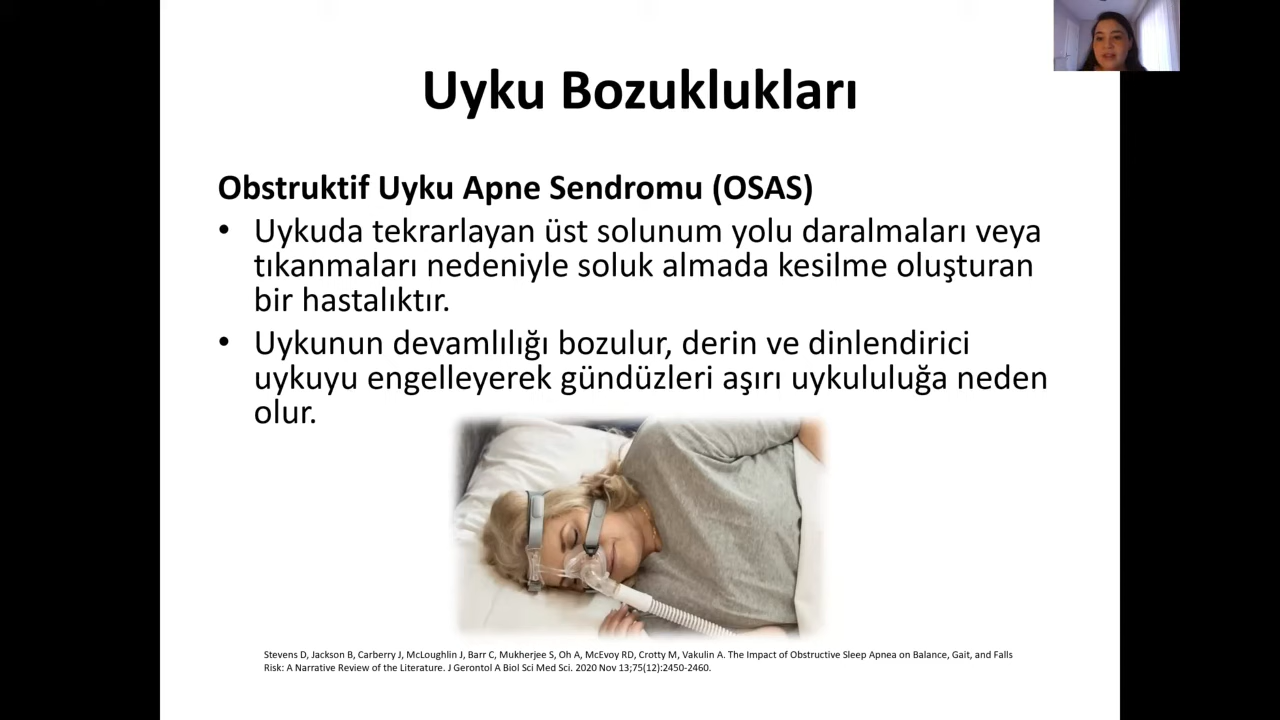 Uyku Bozuklukları
Obstruktif Uyku Apne Sendromu (OSAS)
• Uykuda tekrarlayan üst solunum yolu daralmaları veya
tıkanmaları nedeniyle soluk almada kesilme oluşturan
bir hastalıktır.
• Uykunun devamlılığı bozulur, derin ve dinlendirici
uykuyu engelleyerek gündüzleri aşırı uykululuğa neden
olur.
Stevens D, Jackson B, Carberry J, McLoughlin J, Barr C, Mukherjee S, Oh A, McEvoy RD, Crotty M, Vakulin A. The Impact of Obstructive Sleep Apnea on Balance, Gait, and Falls
Risk: A Narrative Review of the Literature. J Gerontol A Biol Sci Med Sci. 2020 Nov 13;75(12):2450-2460.